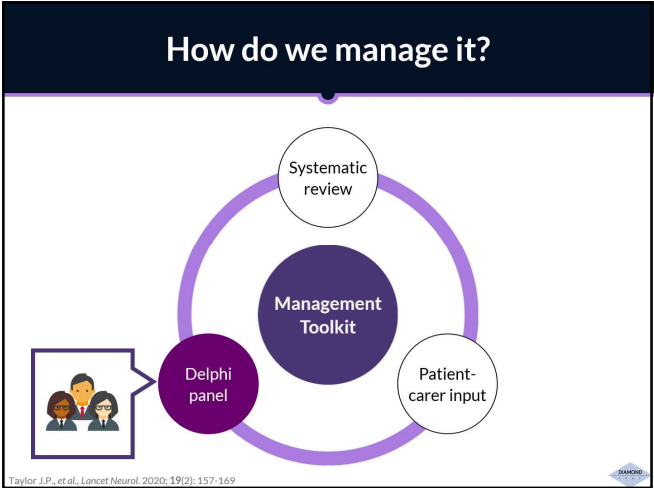 How do we manage it?
Systematic
review
Management
Toolkit
Delphi
panel
Patient-
carer input
Taylor J.P., et al., Lancet Neurol. 2020; 19(2): 157-169
DIAMOND